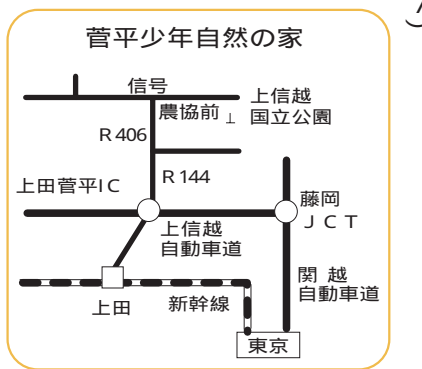 菅平少年自然の家
信号
農協前
上信越
国立公園
R406
R144
上田菅平IC
藤岡
JCT
上信越
自動車道
関越
自動車道
上田
新幹線
東京